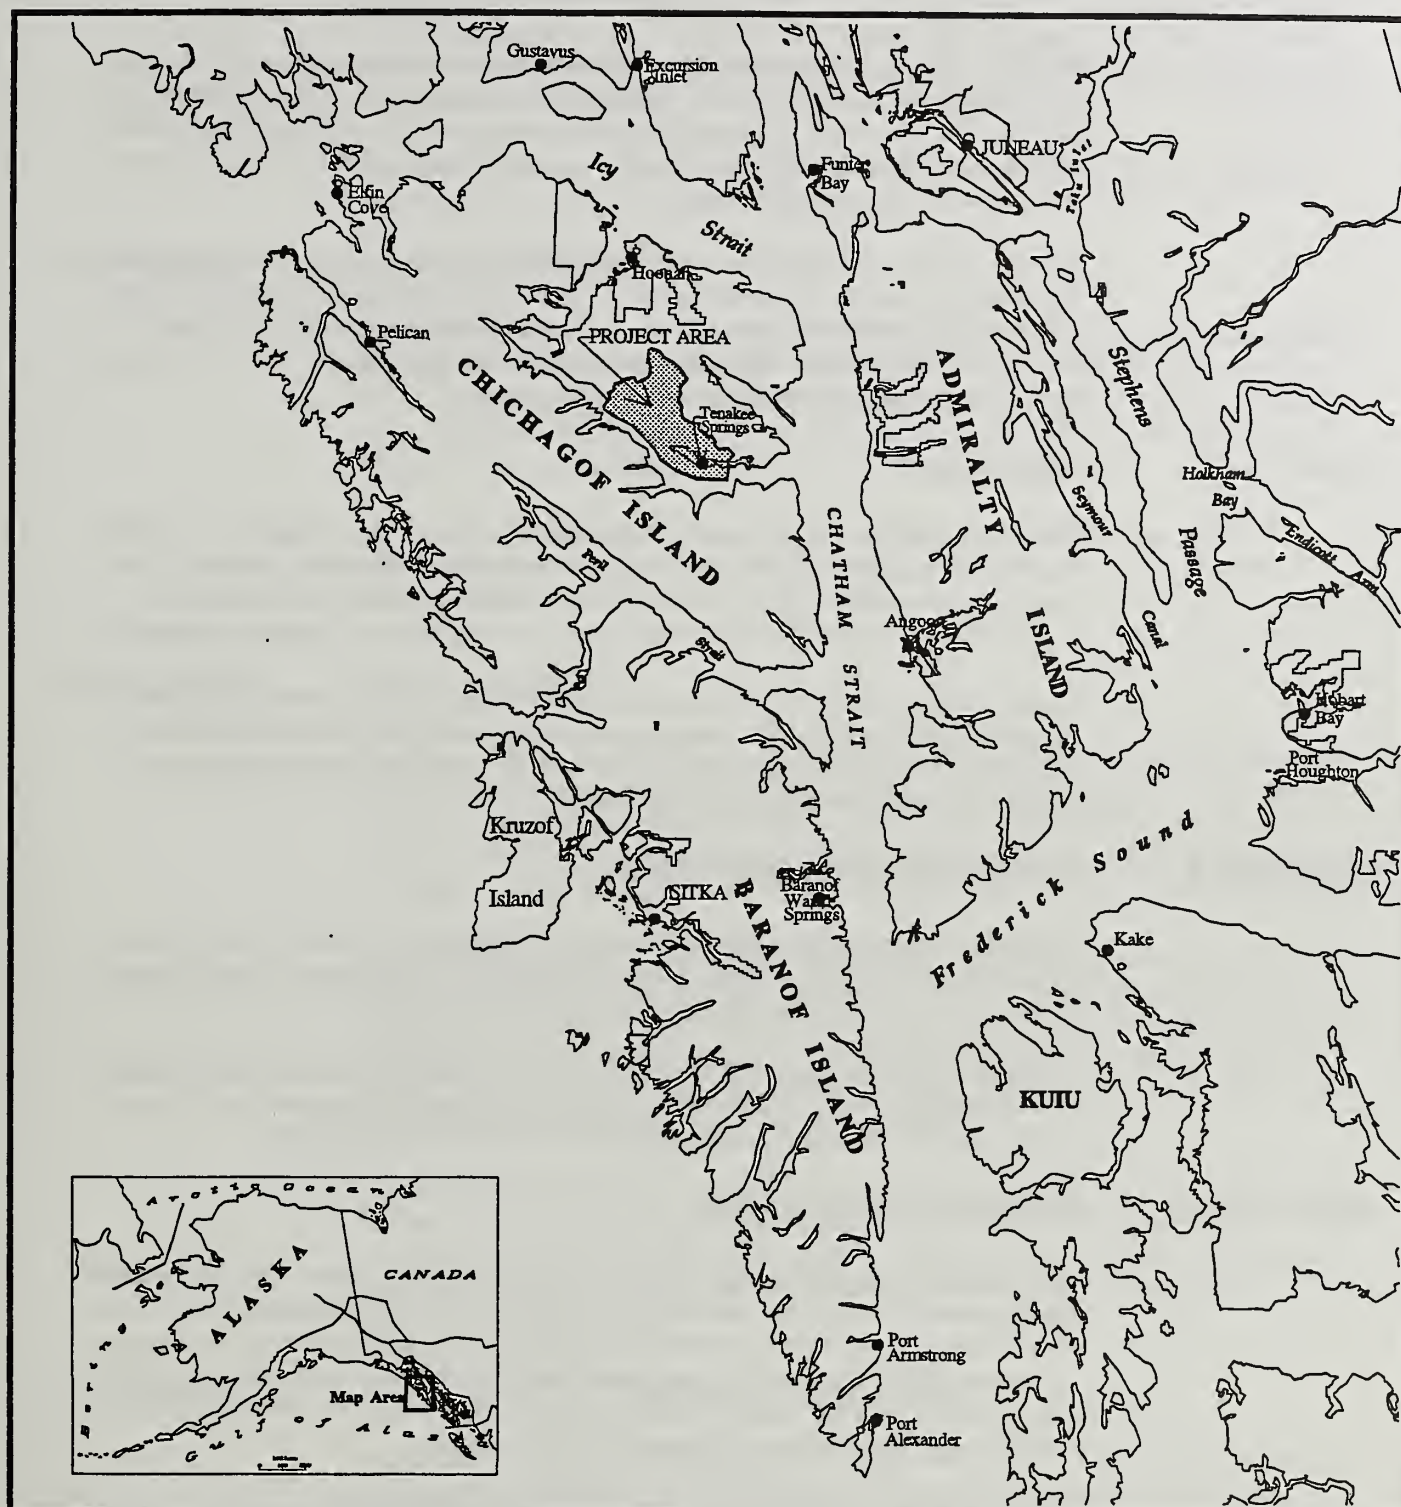 Gustavus
Excursion
Inlet
Icy
Strait
JUNEAU
Taku Inlet
Funter
Bay
Elfin
Cove
Hoonah
Pelican
PROJECT AREA
Tenakee
Springs
CHICHAGOF ISLAND
ADMIRALTY
ISLAND
Stephens
Passage
Seymour
Canal
Holkham
Bay
Endicott Arm
CHATHAM
STRAIT
Peril
Strait
Angoon
Hobart
Bay
Port
Houghton
Kruzof
Island
SITKA
Baranof
Warm
Springs
BARANOF ISLAND
Frederick Sound
Kake
KUIU
Port
Armstrong
Port
Alexander
Arctic Ocean
ALASKA
CANADA
Map Area
Gulf of Alas